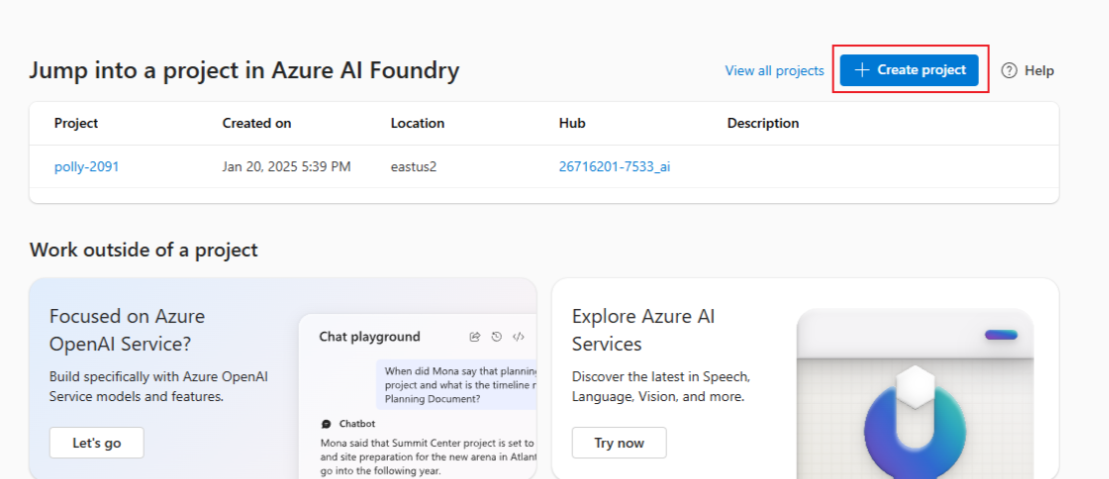 Jump into a project in Azure AI Foundry
View all projects
Create project
Help
Project Created on Location Hub Description
polly-2091 Jan 20, 2025 5:39 PM eastus2 26716201-7533_ai
Work outside of a project
Focused on Azure
OpenAI Service?
Build specifically with Azure OpenAI
Service models and features.
Let's go
Chat playground
When did Mona say that planning
project and what is the timeline
Planning Document?
Chatbot
Mona said that Summit Center project is set to
and site preparation for the new arena in Atlan
go into the following year.
Explore Azure AI
Services
Discover the latest in Speech,
Language, Vision, and more.
Try now